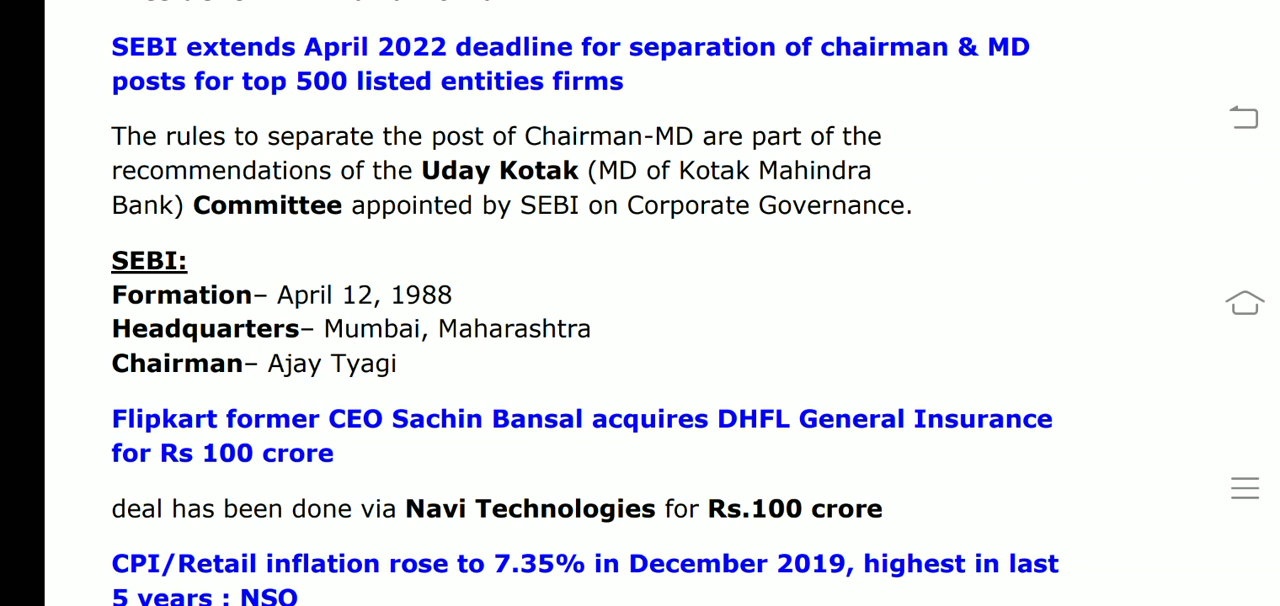 SEBI extends April 2022 deadline for separation of chairman & MD
posts for top 500 listed entities firms
The rules to separate the post of Chairman-MD are part of the
recommendations of the Uday Kotak (MD of Kotak Mahindra
Bank) Committee appointed by SEBI on Corporate Governance.
SEBI:
Formation– April 12, 1988
Headquarters– Mumbai, Maharashtra
Chairman– Ajay Tyagi
Flipkart former CEO Sachin Bansal acquires DHFL General Insurance
for Rs 100 crore
deal has been done via Navi Technologies for Rs.100 crore
CPI/Retail inflation rose to 7.35% in December 2019, highest in last
5 years : NSO